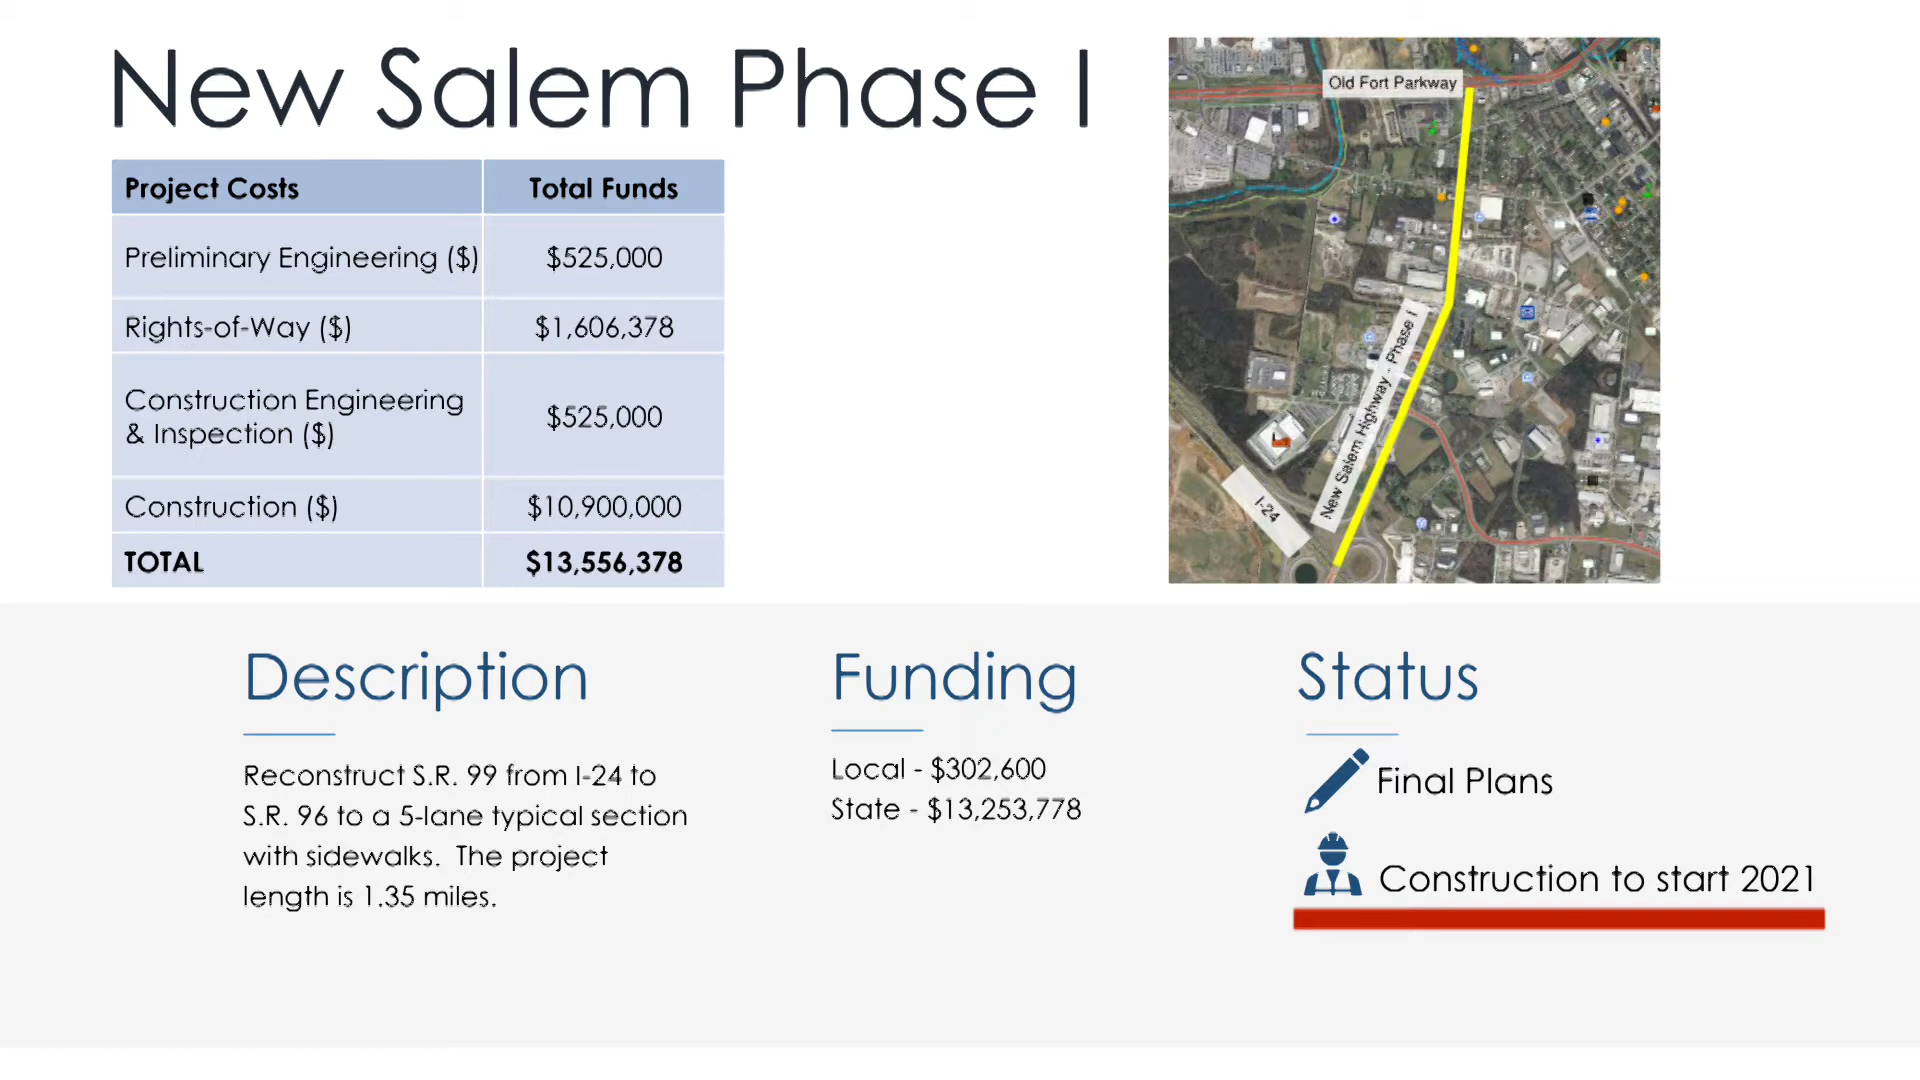 New Salem Phase I
Project Costs Total Funds
Preliminary Engineering ($) $525,000
Rights-of-Way ($) $1,606,378
Construction Engineering
& Inspection ($) $525,000
Construction ($) $10,900,000
TOTAL $13,556,378
Old Fort Parkway
New Salem Highway - Phase I
I-24
Description
Reconstruct S.R. 99 from I-24 to
S.R. 96 to a 5-lane typical section
with sidewalks. The project
length is 1.35 miles.
Funding
Local - $302,600
State - $13,253,778
Status
Final Plans
Construction to start 2021